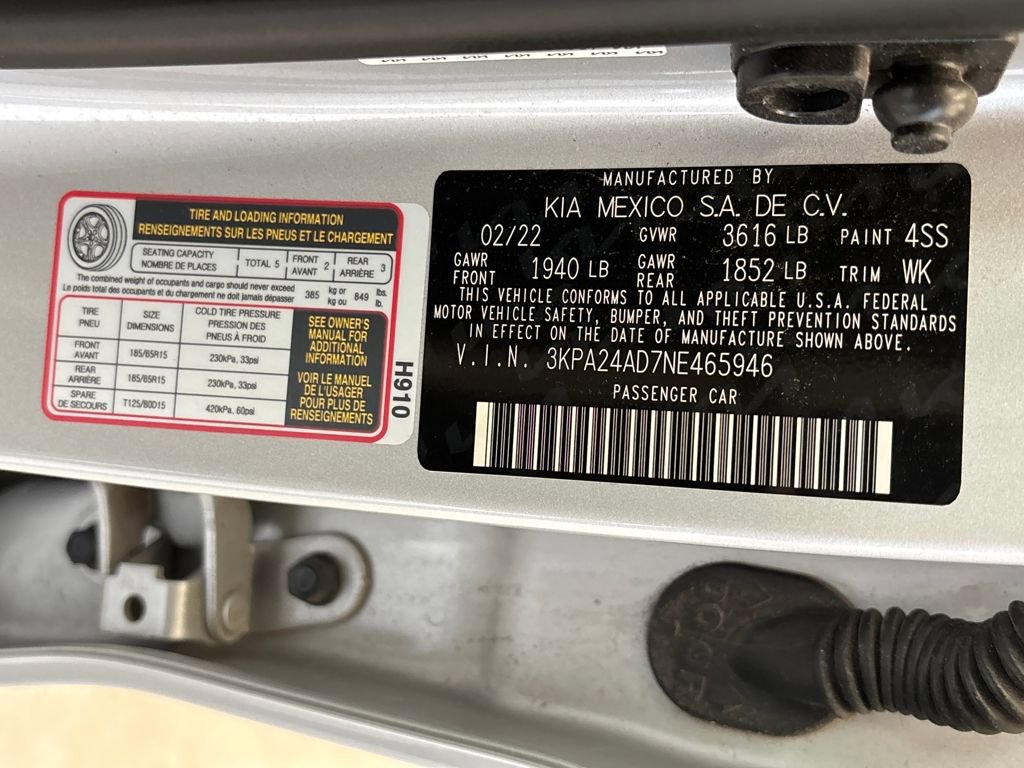 TIRE AND LOADING INFORMATION
RENSEIGNEMENTS SUR LES PNEUS ET LE CHARGEMENT
SEATING CAPACITY
NOMBRE DE PLACES
TOTAL 5
FRONT
AVANT 2
REAR
ARRIÈRE 3
The combined weight of occupants and cargo should never exceed 385 kg or 849 lbs.
Le poids total des occupants et du chargement ne doit jamais dépasser kg ou lb.
TIRE
PNEU
SIZE
DIMENSIONS
COLD TIRE PRESSURE
PRESSION DES
PNEUS À FROID
FRONT
AVANT
185/65R15
230kPa, 33psi
REAR
ARRIÈRE
185/65R15
230kPa, 33psi
SPARE
DE SECOURS
T125/80D15
420kPa, 60psi
SEE OWNER'S
MANUAL FOR
ADDITIONAL
INFORMATION
VOIR LE MANUEL
DE L'USAGER
POUR PLUS DE
RENSEIGNEMENTS
H910
MANUFACTURED BY
KIA MEXICO S.A. DE C.V.
02/22 GVWR 3616 LB PAINT 4SS
GAWR
FRONT 1940 LB
GAWR
REAR 1852 LB TRIM WK
THIS VEHICLE CONFORMS TO ALL APPLICABLE U.S.A. FEDERAL
MOTOR VEHICLE SAFETY, BUMPER, AND THEFT PREVENTION STANDARDS
IN EFFECT ON THE DATE OF MANUFACTURE SHOWN ABOVE.
V.I.N. 3KPA24AD7NE465946
PASSENGER CAR